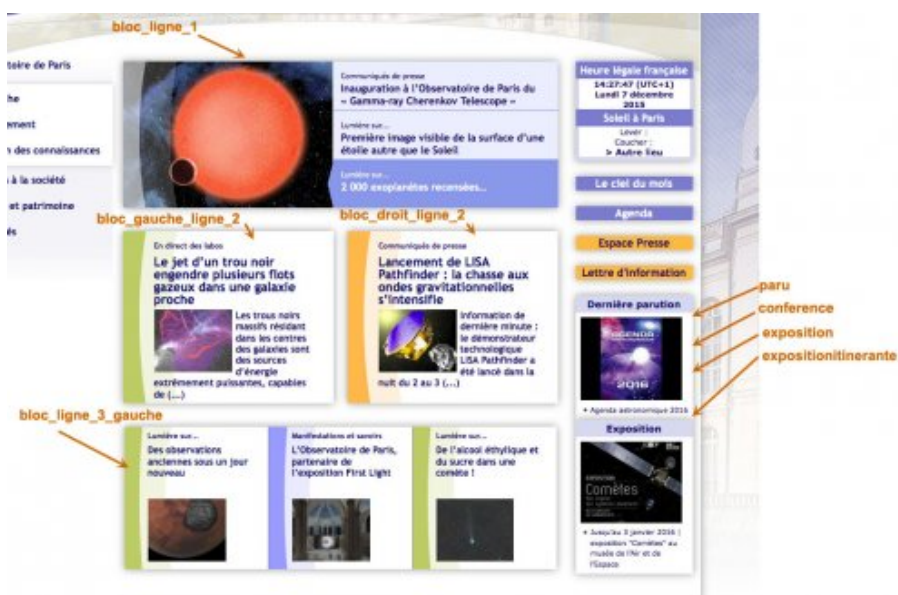 bloc_ligne_1
toire de Paris
he
ement
n des connaissances
à la société
et patrimoine
és
Communiqués de presse
Inauguration à l'Observatoire de Paris du
« Gamma-ray Cherenkov Telescope »
Lumière sur...
Première image visible de la surface d'une
étoile autre que le Soleil
Lumière sur...
2 000 exoplanètes recensées...
Heure légale française
14:27:47 (UTC+1)
Lundi 7 décembre
2015
Soleil à Paris
Lever :
Coucher :
> Autre lieu
Le ciel du mois
Agenda
Espace Presse
Lettre d'information
bloc_gauche_ligne_2
En direct des labos
Le jet d'un trou noir
engendre plusieurs flots
gazeux dans une galaxie
proche
Les trous noirs
massifs résidant
dans les centres
des galaxies sont
des sources
d'énergie
extrêmement puissantes, capables
de (...)
bloc_droit_ligne_2
Communiqués de presse
Lancement de LISA
Pathfinder : la chasse aux
ondes gravitationnelles
s'intensifie
Information de
dernière minute :
le démonstrateur
technologique
LISA Pathfinder a
été lancé dans la
nuit du 2 au 3 (...)
Dernière parution
AGENDA
2016
+ Agenda astronomique 2016
Exposition
Comètes
+ Jusqu'au 3 janvier 2016 |
exposition "Comètes" au
musée de l'Air et de
l'Espace
paru
conference
exposition
expositionitinerante
bloc_ligne_3_gauche
Lumière sur...
Des observations
anciennes sous un jour
nouveau
Manifestations et savoirs
L'Observatoire de Paris,
partenaire de
l'exposition First Light
Lumière sur...
De l'alcool éthylique et
du sucre dans une
comète !